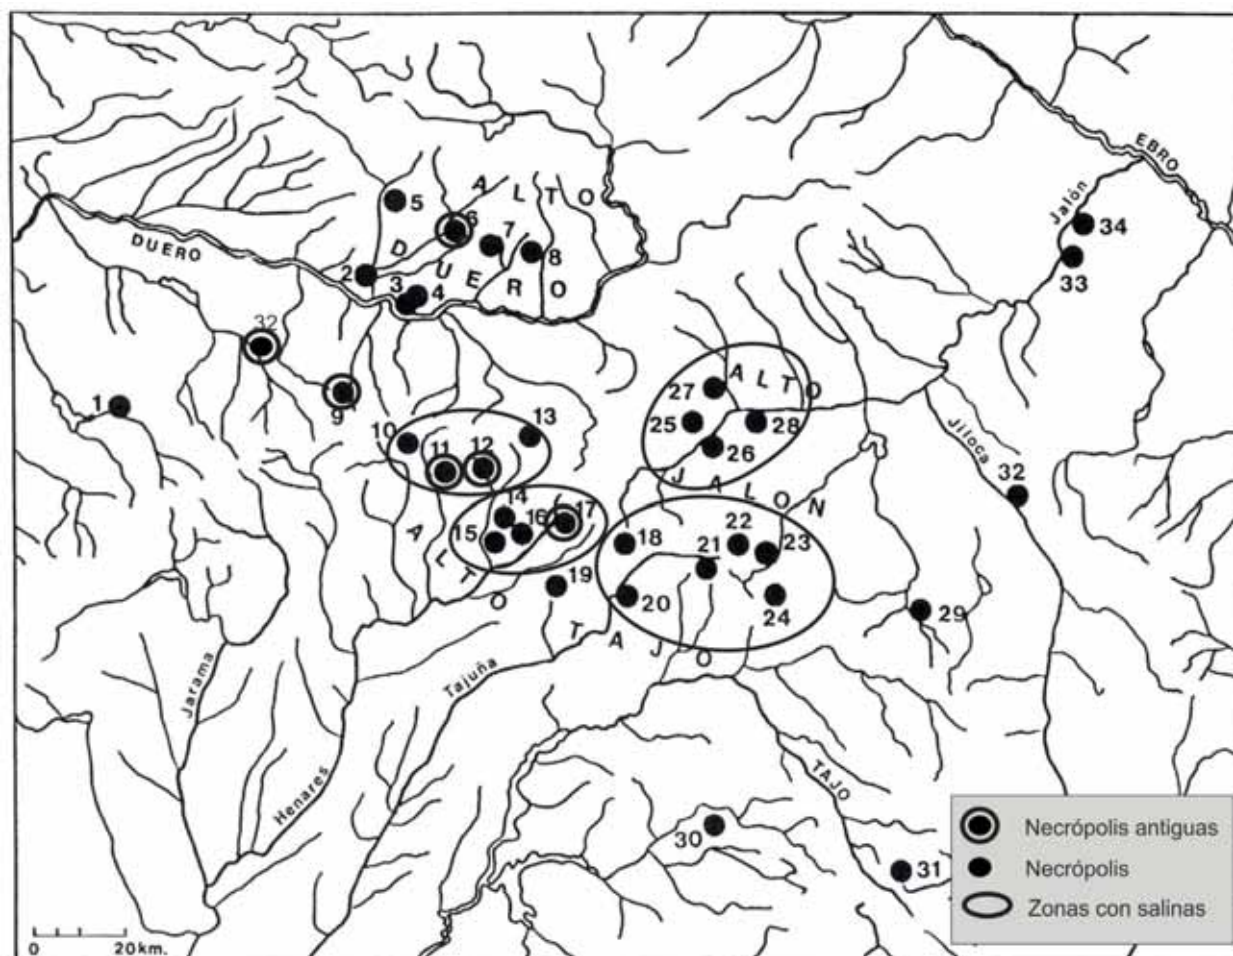 EBRO
ALTO
5
6
Jalón
7
34
DUERO
DUERO
8
33
2
3
4
32
27
ALTO
1
9
25
28
10
13
11
12
26
Jiloca
JALON
32
14
16
17
15
22
18
21
23
ALTO
19
20
24
29
TAJO
Jarama
Tajuña
Henares
TAJO
30
31
Necrópolis antiguas
Necrópolis
Zonas con salinas
0 20 km.